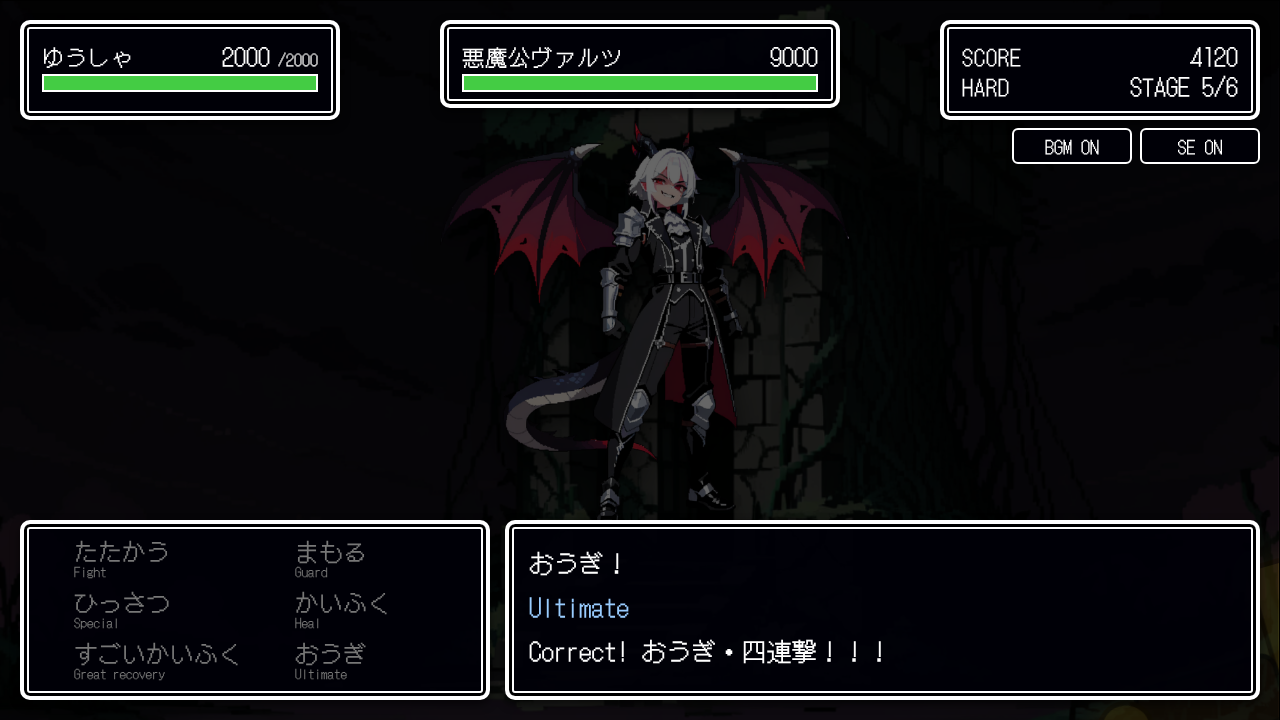 ゆうしゃ 2000 /2000
悪魔公ヴァルツ 9000
SCORE 4120
HARD STAGE 5/6
BGM ON SE ON
たたかう まもる
Fight Guard
ひっさつ かいふく
Special Heal
すごいかいふく おうぎ
Great recovery Ultimate
おうぎ！
Ultimate
Correct! おうぎ・四連撃！！！